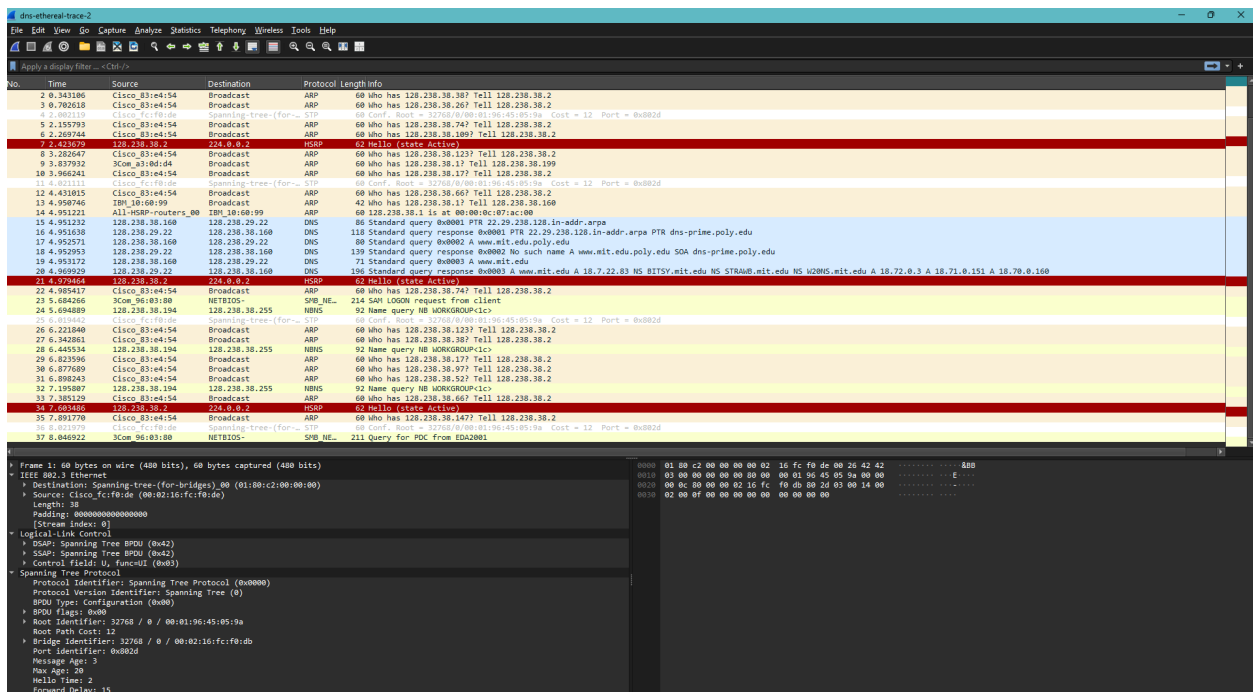 dns-ethereal-trace-2
File Edit View Go Capture Analyze Statistics Telephony Wireless Tools Help
Apply a display filter ... <Ctrl-/>
No. Time Source Destination Protocol Length Info
2 0.343106 Cisco_83:e4:54 Broadcast ARP 60 Who has 128.238.38.38? Tell 128.238.38.2
3 0.702618 Cisco_83:e4:54 Broadcast ARP 60 Who has 128.238.38.26? Tell 128.238.38.2
4 2.002119 Cisco_fc:f0:de Spanning-tree-(for-… STP 60 Conf. Root = 32768/0/00:01:96:45:05:9a Cost = 12 Port = 0x802d
5 2.155793 Cisco_83:e4:54 Broadcast ARP 60 Who has 128.238.38.74? Tell 128.238.38.2
6 2.269744 Cisco_83:e4:54 Broadcast ARP 60 Who has 128.238.38.109? Tell 128.238.38.2
7 2.423679 128.238.38.2 224.0.0.2 HSRP 62 Hello (state Active)
8 3.282647 Cisco_83:e4:54 Broadcast ARP 60 Who has 128.238.38.123? Tell 128.238.38.2
9 3.837932 3Com_a3:0d:d4 Broadcast ARP 60 Who has 128.238.38.1? Tell 128.238.38.199
10 3.966241 Cisco_83:e4:54 Broadcast ARP 60 Who has 128.238.38.17? Tell 128.238.38.2
11 4.021111 Cisco_fc:f0:de Spanning-tree-(for-… STP 60 Conf. Root = 32768/0/00:01:96:45:05:9a Cost = 12 Port = 0x802d
12 4.431015 Cisco_83:e4:54 Broadcast ARP 60 Who has 128.238.38.66? Tell 128.238.38.2
13 4.950746 IBM_10:60:99 Broadcast ARP 42 Who has 128.238.38.1? Tell 128.238.38.160
14 4.951221 All-HSRP-routers_00 IBM_10:60:99 ARP 60 128.238.38.1 is at 00:00:0c:07:ac:00
15 4.951232 128.238.38.160 128.238.29.22 DNS 86 Standard query 0x0001 PTR 22.29.238.128.in-addr.arpa
16 4.951638 128.238.29.22 128.238.38.160 DNS 118 Standard query response 0x0001 PTR 22.29.238.128.in-addr.arpa PTR dns-prime.poly.edu
17 4.952571 128.238.38.160 128.238.29.22 DNS 80 Standard query 0x0002 A www.mit.edu.poly.edu
18 4.952953 128.238.29.22 128.238.38.160 DNS 139 Standard query response 0x0002 No such name A www.mit.edu.poly.edu SOA dns-prime.poly.edu
19 4.953172 128.238.38.160 128.238.29.22 DNS 71 Standard query 0x0003 A www.mit.edu
20 4.969929 128.238.29.22 128.238.38.160 DNS 196 Standard query response 0x0003 A www.mit.edu A 18.7.22.83 NS BITSY.mit.edu NS STRAWB.mit.edu NS W20NS.mit.edu A 18.72.0.3 A 18.71.0.151 A 18.70.0.160
21 4.979464 128.238.38.2 224.0.0.2 HSRP 62 Hello (state Active)
22 4.985417 Cisco_83:e4:54 Broadcast ARP 60 Who has 128.238.38.74? Tell 128.238.38.2
23 5.684266 3Com_96:03:80 NETBIOS- SMB_NE… 214 SAM LOGON request from client
24 5.694889 128.238.38.194 128.238.38.255 NBNS 92 Name query NB WORKGROUP<1c>
25 6.019442 Cisco_fc:f0:de Spanning-tree-(for-… STP 60 Conf. Root = 32768/0/00:01:96:45:05:9a Cost = 12 Port = 0x802d
26 6.221840 Cisco_83:e4:54 Broadcast ARP 60 Who has 128.238.38.123? Tell 128.238.38.2
27 6.342861 Cisco_83:e4:54 Broadcast ARP 60 Who has 128.238.38.38? Tell 128.238.38.2
28 6.445534 128.238.38.194 128.238.38.255 NBNS 92 Name query NB WORKGROUP<1c>
29 6.823596 Cisco_83:e4:54 Broadcast ARP 60 Who has 128.238.38.17? Tell 128.238.38.2
30 6.877689 Cisco_83:e4:54 Broadcast ARP 60 Who has 128.238.38.97? Tell 128.238.38.2
31 6.898243 Cisco_83:e4:54 Broadcast ARP 60 Who has 128.238.38.52? Tell 128.238.38.2
32 7.195807 128.238.38.194 128.238.38.255 NBNS 92 Name query NB WORKGROUP<1c>
33 7.385129 Cisco_83:e4:54 Broadcast ARP 60 Who has 128.238.38.66? Tell 128.238.38.2
34 7.603486 128.238.38.2 224.0.0.2 HSRP 62 Hello (state Active)
35 7.891770 Cisco_83:e4:54 Broadcast ARP 60 Who has 128.238.38.147? Tell 128.238.38.2
36 8.021979 Cisco_fc:f0:de Spanning-tree-(for-… STP 60 Conf. Root = 32768/0/00:01:96:45:05:9a Cost = 12 Port = 0x802d
37 8.046922 3Com_96:03:80 NETBIOS- SMB_NE… 211 Query for PDC from EDA2001
Frame 1: 60 bytes on wire (480 bits), 60 bytes captured (480 bits)
IEEE 802.3 Ethernet
Destination: Spanning-tree-(for-bridges)_00 (01:80:c2:00:00:00)
Source: Cisco_fc:f0:de (00:02:16:fc:f0:de)
Length: 38
Padding: 0000000000000000
[Stream index: 0]
Logical-Link Control
DSAP: Spanning Tree BPDU (0x42)
SSAP: Spanning Tree BPDU (0x42)
Control field: U, func=UI (0x03)
Spanning Tree Protocol
Protocol Identifier: Spanning Tree Protocol (0x0000)
Protocol Version Identifier: Spanning Tree (0)
BPDU Type: Configuration (0x00)
BPDU flags: 0x00
Root Identifier: 32768 / 0 / 00:01:96:45:05:9a
Root Path Cost: 12
Bridge Identifier: 32768 / 0 / 00:02:16:fc:f0:db
Port identifier: 0x802d
Message Age: 3
Max Age: 20
Hello Time: 2
Forward Delay: 15
0000 01 80 c2 00 00 00 00 02 16 fc f0 de 00 26 42 42 ········ ·····&BB
0010 03 00 00 00 00 00 80 00 00 01 96 45 05 9a 00 00 ········ ···E····
0020 00 0c 80 00 00 02 16 fc f0 db 80 2d 03 00 14 00 ········ ···-····
0030 02 00 0f 00 00 00 00 00 00 00 00 00 ········ ····